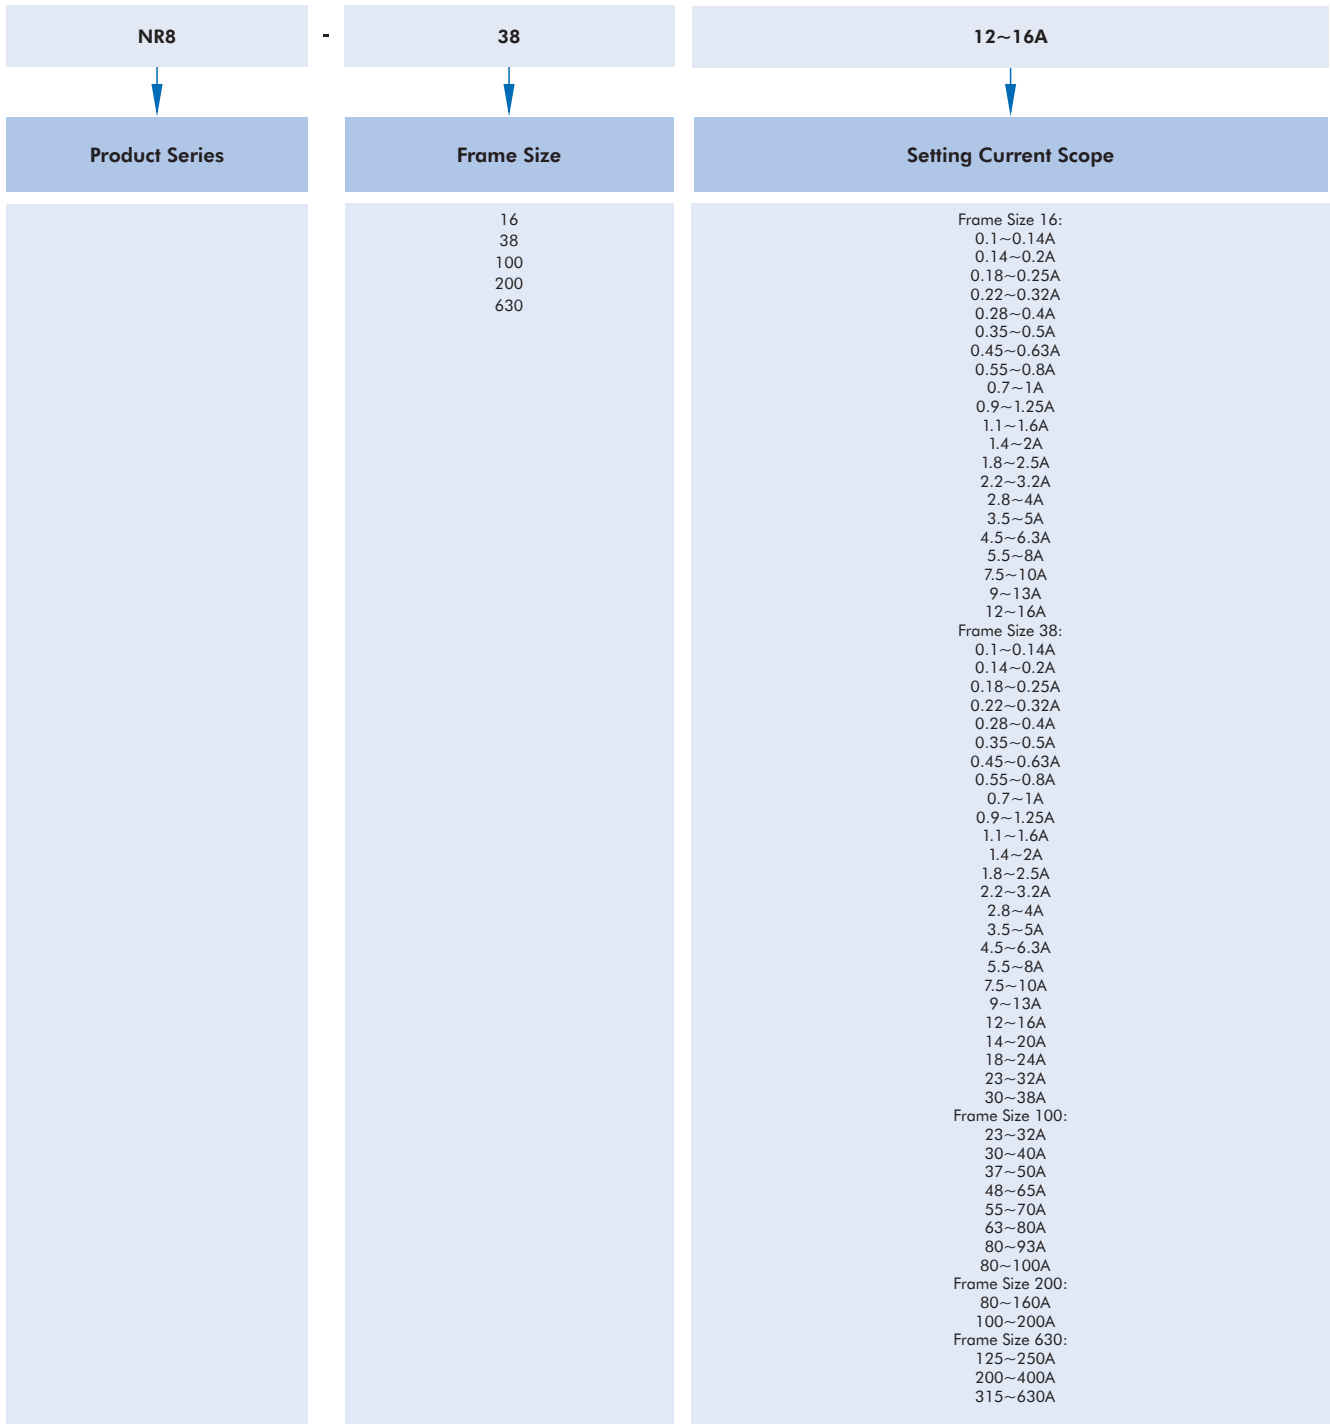 NR8 - 38 12~16A
Product Series Frame Size Setting Current Scope
16
38
100
200
630
Frame Size 16:
0.1~0.14A
0.14~0.2A
0.18~0.25A
0.22~0.32A
0.28~0.4A
0.35~0.5A
0.45~0.63A
0.55~0.8A
0.7~1A
0.9~1.25A
1.1~1.6A
1.4~2A
1.8~2.5A
2.2~3.2A
2.8~4A
3.5~5A
4.5~6.3A
5.5~8A
7.5~10A
9~13A
12~16A
Frame Size 38:
0.1~0.14A
0.14~0.2A
0.18~0.25A
0.22~0.32A
0.28~0.4A
0.35~0.5A
0.45~0.63A
0.55~0.8A
0.7~1A
0.9~1.25A
1.1~1.6A
1.4~2A
1.8~2.5A
2.2~3.2A
2.8~4A
3.5~5A
4.5~6.3A
5.5~8A
7.5~10A
9~13A
12~16A
14~20A
18~24A
23~32A
30~38A
Frame Size 100:
23~32A
30~40A
37~50A
48~65A
55~70A
63~80A
80~93A
80~100A
Frame Size 200:
80~160A
100~200A
Frame Size 630:
125~250A
200~400A
315~630A